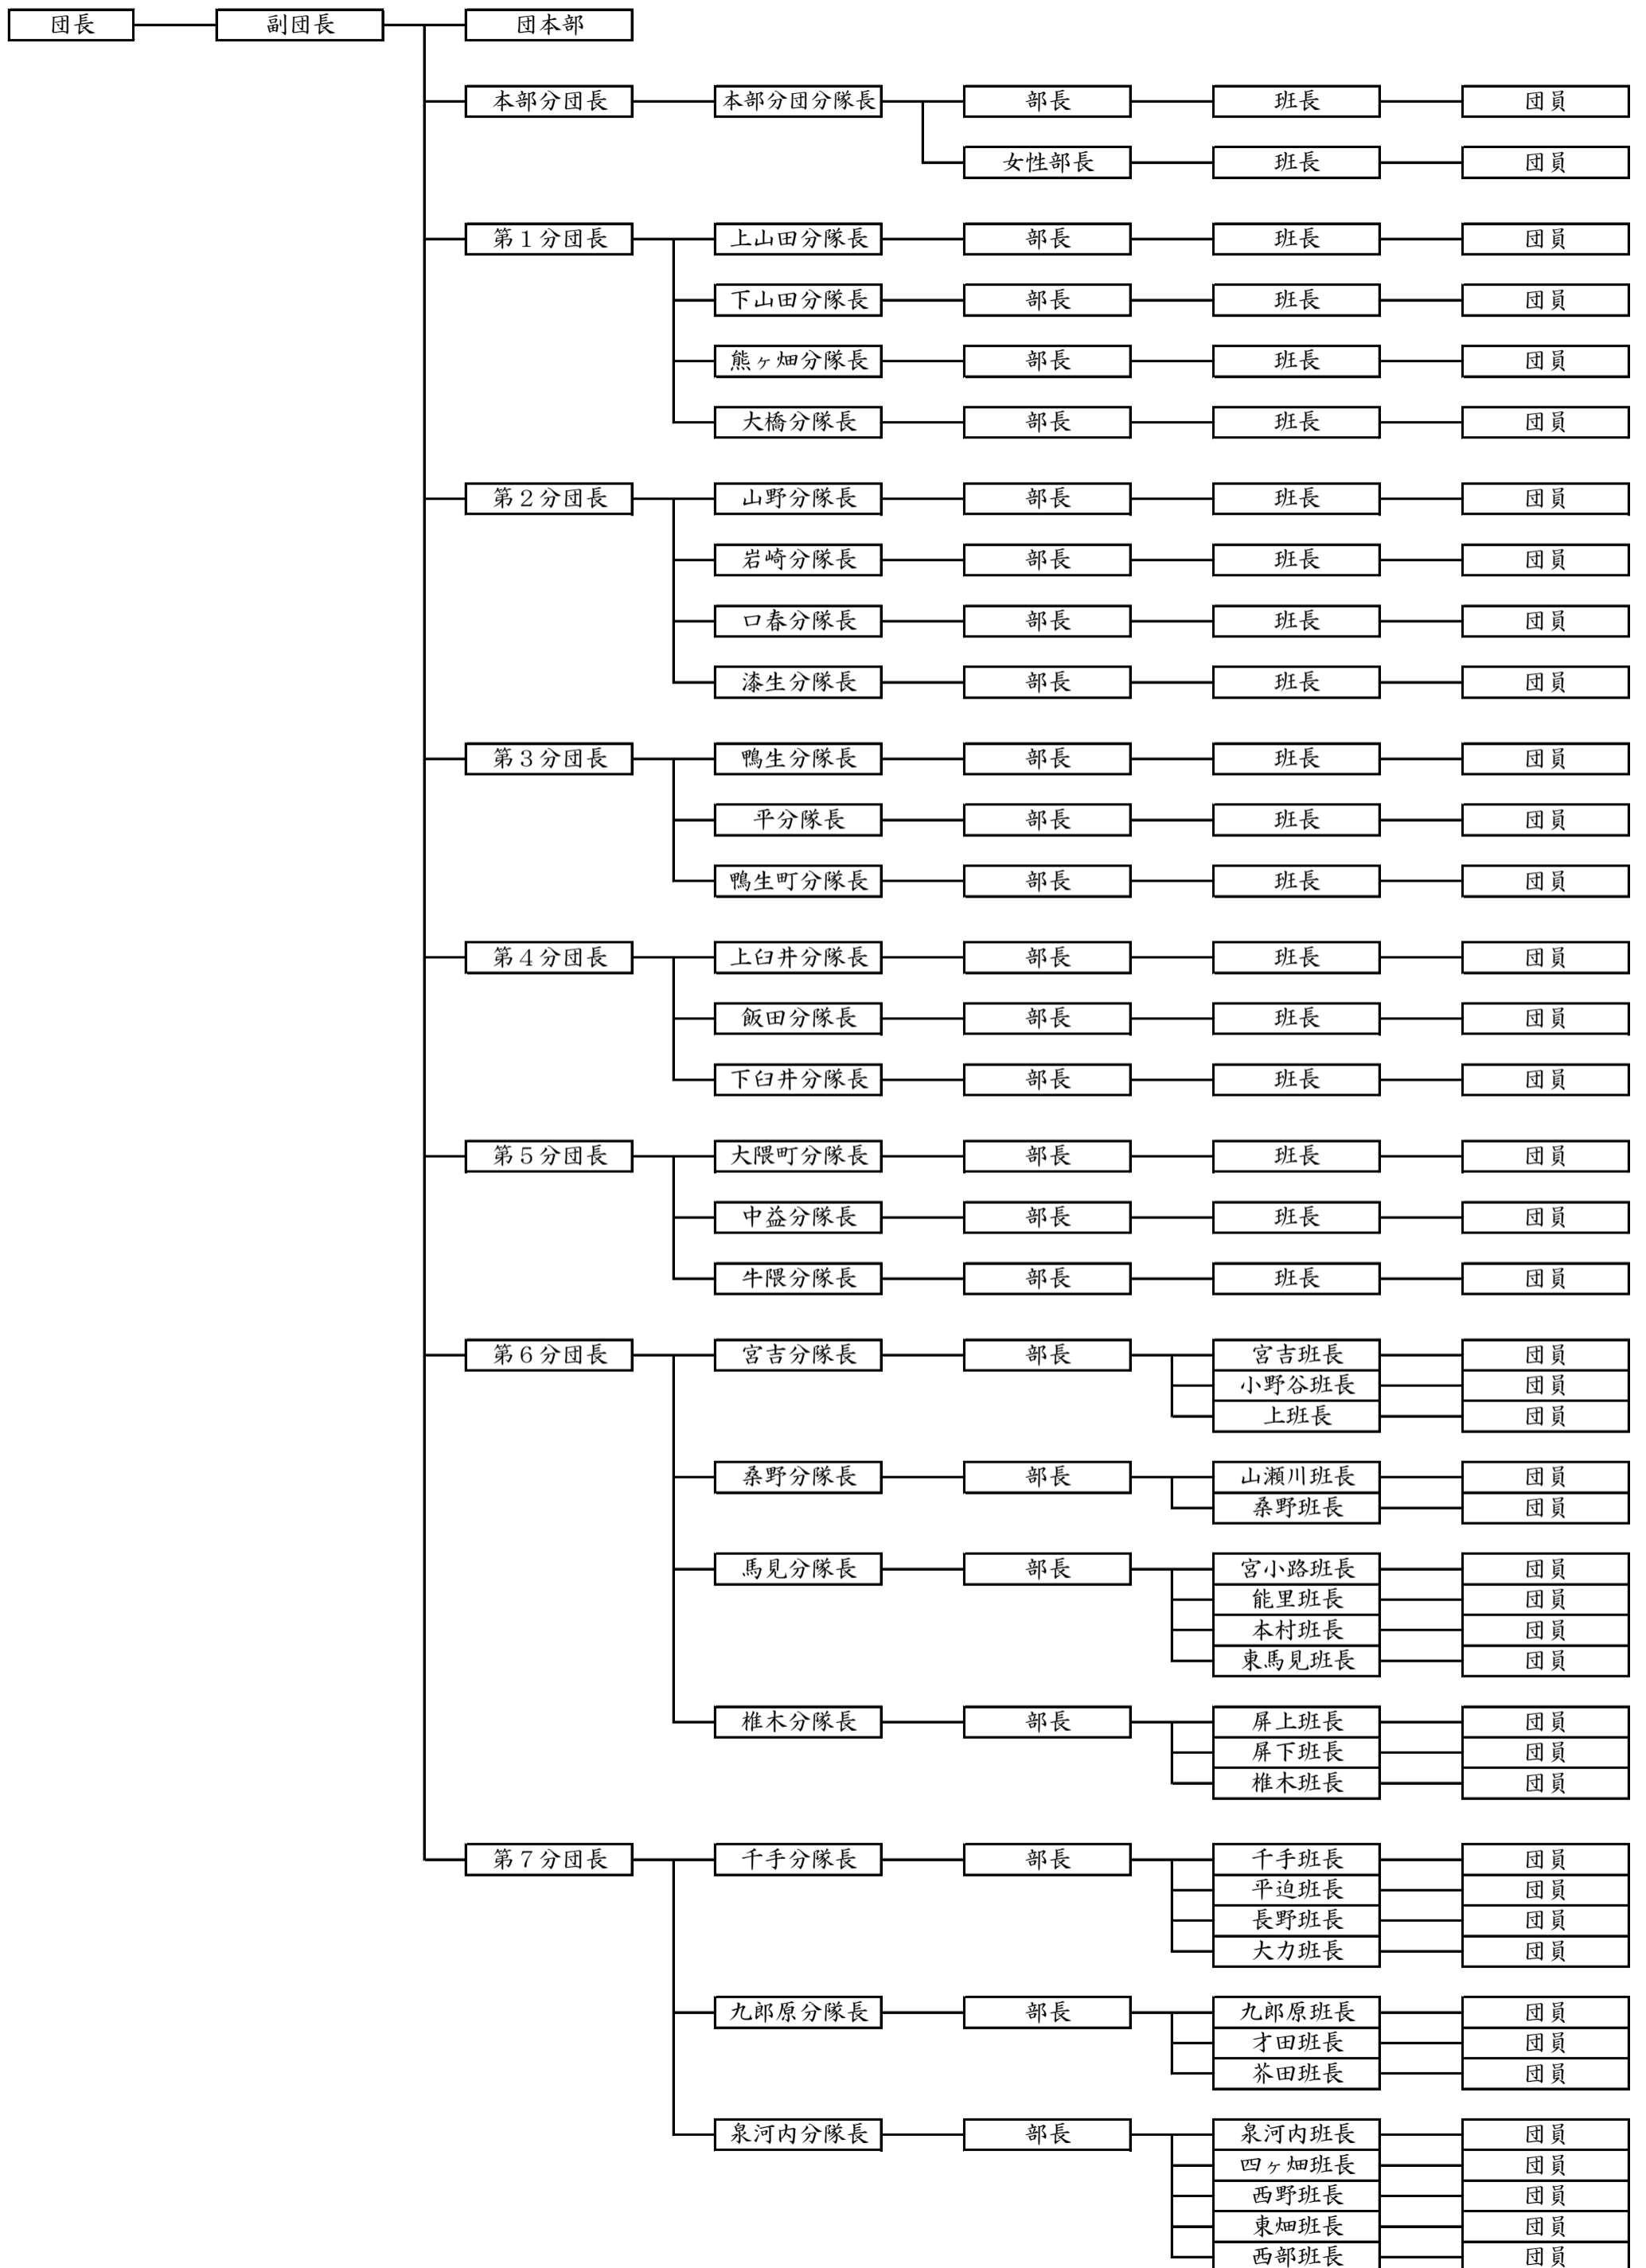 団長 副団長 団本部
本部分団長 本部分団分隊長 部長 班長 団員
女性部長 班長 団員
第１分団長 上山田分隊長 部長 班長 団員
下山田分隊長 部長 班長 団員
熊ヶ畑分隊長 部長 班長 団員
大橋分隊長 部長 班長 団員
第２分団長 山野分隊長 部長 班長 団員
岩崎分隊長 部長 班長 団員
口春分隊長 部長 班長 団員
漆生分隊長 部長 班長 団員
第３分団長 鴨生分隊長 部長 班長 団員
平分隊長 部長 班長 団員
鴨生町分隊長 部長 班長 団員
第４分団長 上臼井分隊長 部長 班長 団員
飯田分隊長 部長 班長 団員
下臼井分隊長 部長 班長 団員
第５分団長 大隈町分隊長 部長 班長 団員
中益分隊長 部長 班長 団員
牛隈分隊長 部長 班長 団員
第６分団長 宮吉分隊長 部長 宮吉班長 団員
小野谷班長 団員
上班長 団員
桑野分隊長 部長 山瀬川班長 団員
桑野班長 団員
馬見分隊長 部長 宮小路班長 団員
能里班長 団員
本村班長 団員
東馬見班長 団員
椎木分隊長 部長 屏上班長 団員
屏下班長 団員
椎木班長 団員
第７分団長 千手分隊長 部長 千手班長 団員
平迫班長 団員
長野班長 団員
大力班長 団員
九郎原分隊長 部長 九郎原班長 団員
才田班長 団員
芥田班長 団員
泉河内分隊長 部長 泉河内班長 団員
四ヶ畑班長 団員
西野班長 団員
東畑班長 団員
西部班長 団員